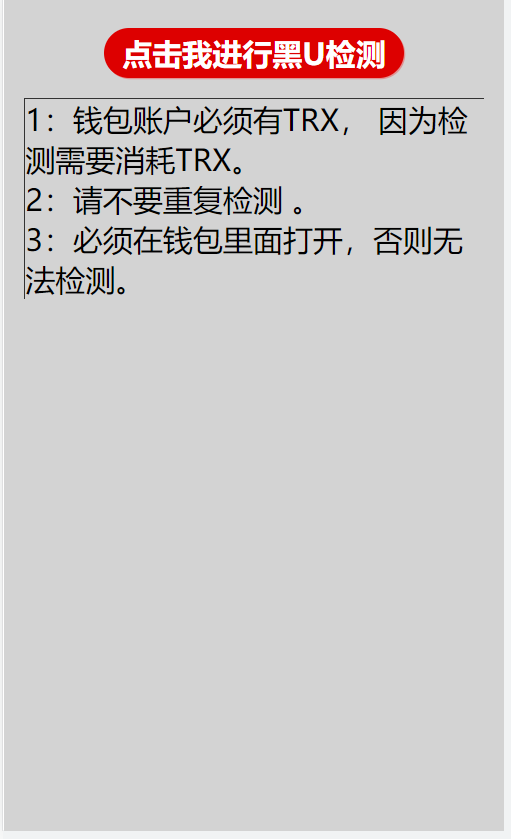 点击我进行黑U检测
1：钱包账户必须有TRX， 因为检
测需要消耗TRX。
2：请不要重复检测 。
3：必须在钱包里面打开，否则无
法检测。